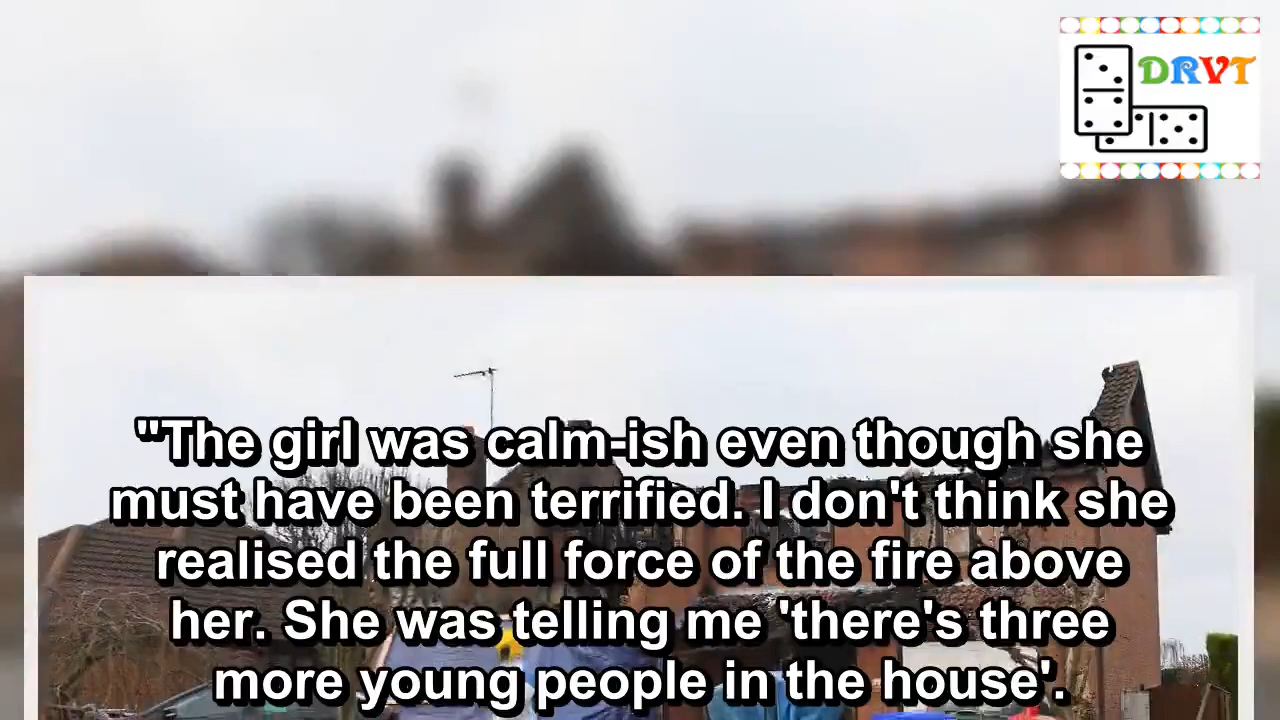 DRVT
"The girl was calm-ish even though she
must have been terrified. I don't think she
realised the full force of the fire above
her. She was telling me 'there's three
more young people in the house'.